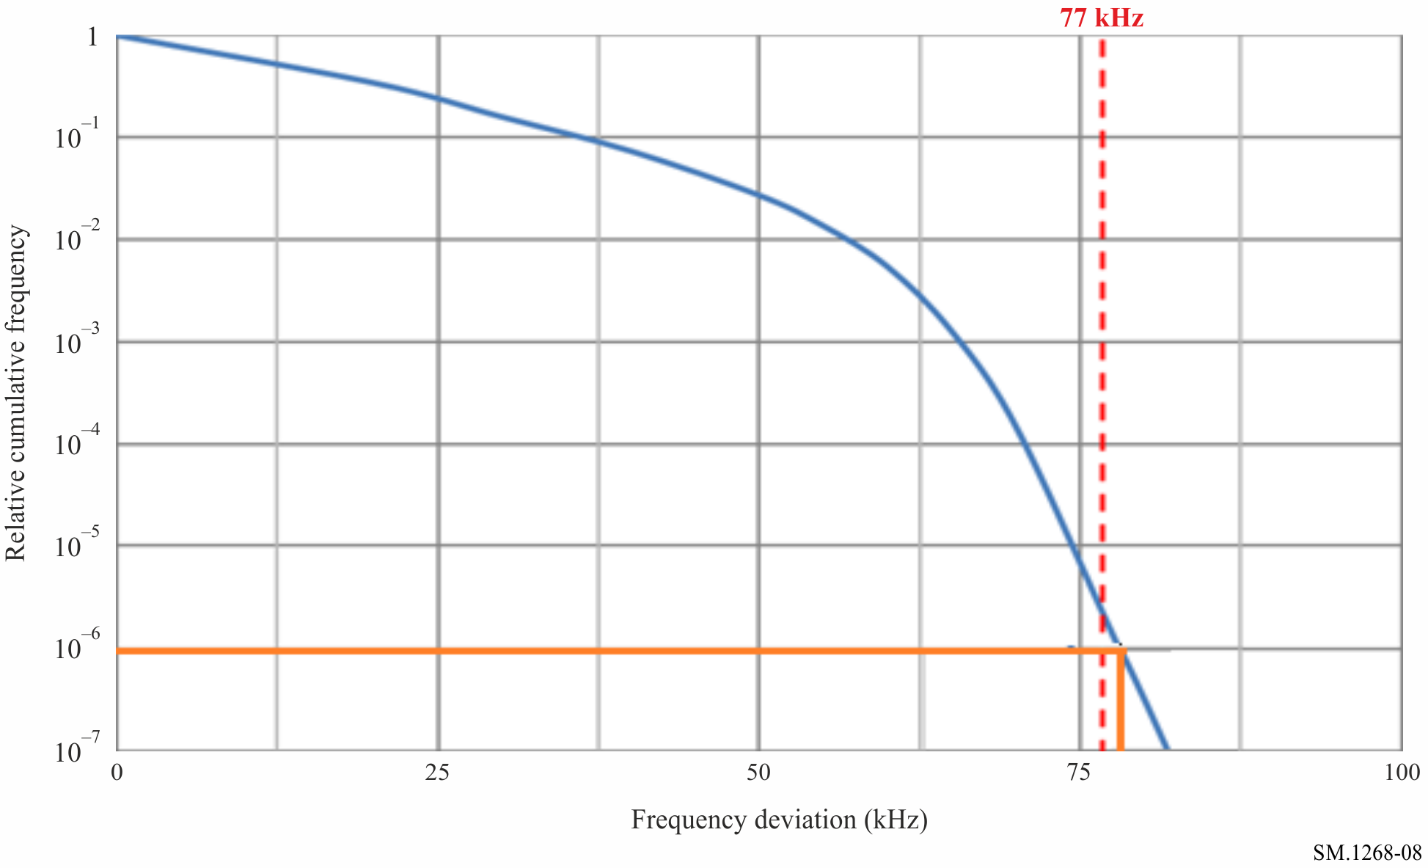 77 kHz
1
10⁻¹
10⁻²
10⁻³
10⁻⁴
10⁻⁵
10⁻⁶
10⁻⁷
Relative cumulative frequency
0 25 50 75 100
Frequency deviation (kHz)
SM.1268-08